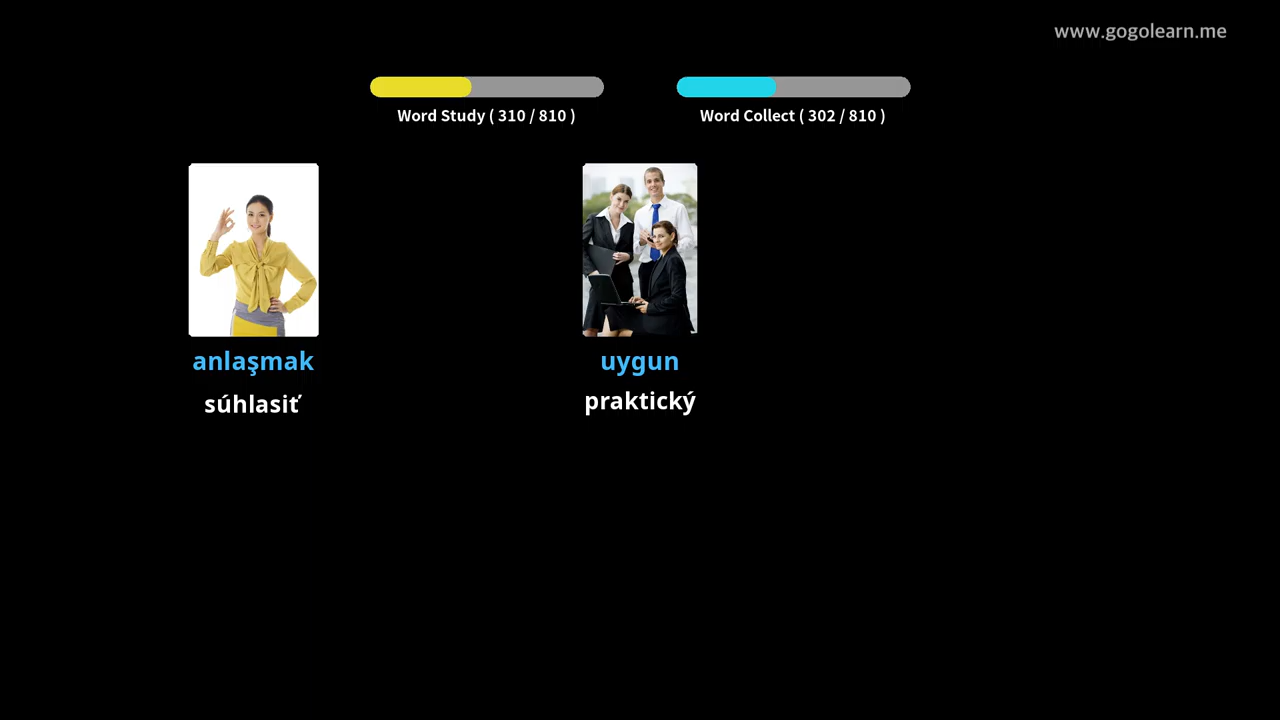 www.gogolearn.me
Word Study ( 310 / 810 )
Word Collect ( 302 / 810 )
anlaşmak
súhlasiť
uygun
praktický